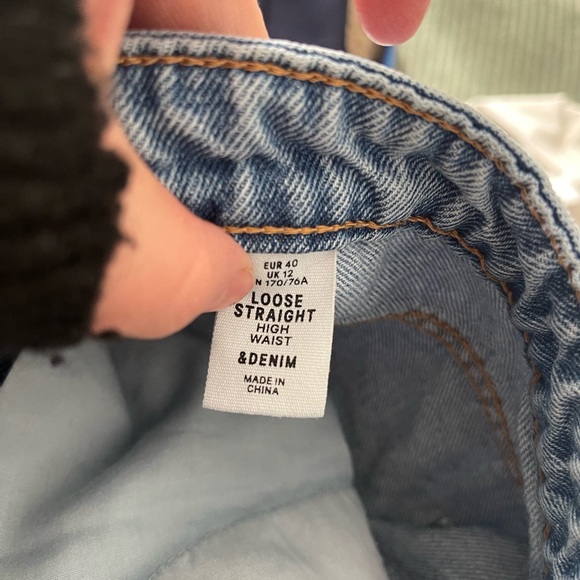 EUR 40
UK 12
N 170/76A
LOOSE
STRAIGHT
HIGH
WAIST
&DENIM
MADE IN
CHINA